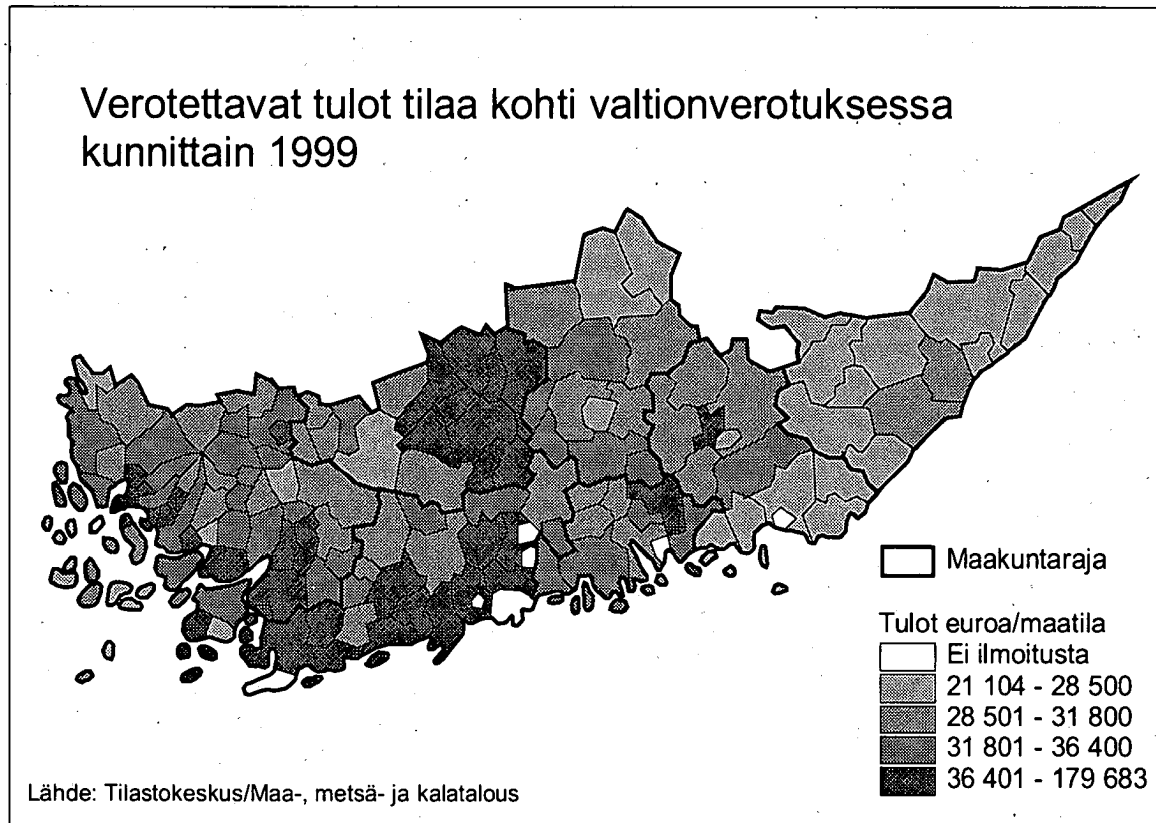 Verotettavat tulot tilaa kohti valtionverotuksessa
kunnittain 1999
Maakuntaraja
Tulot euroa/maatila
Ei ilmoitusta
21 104 - 28 500
28 501 - 31 800
31 801 - 36 400
36 401 - 179 683
Lähde: Tilastokeskus/Maa-, metsä- ja kalatalous